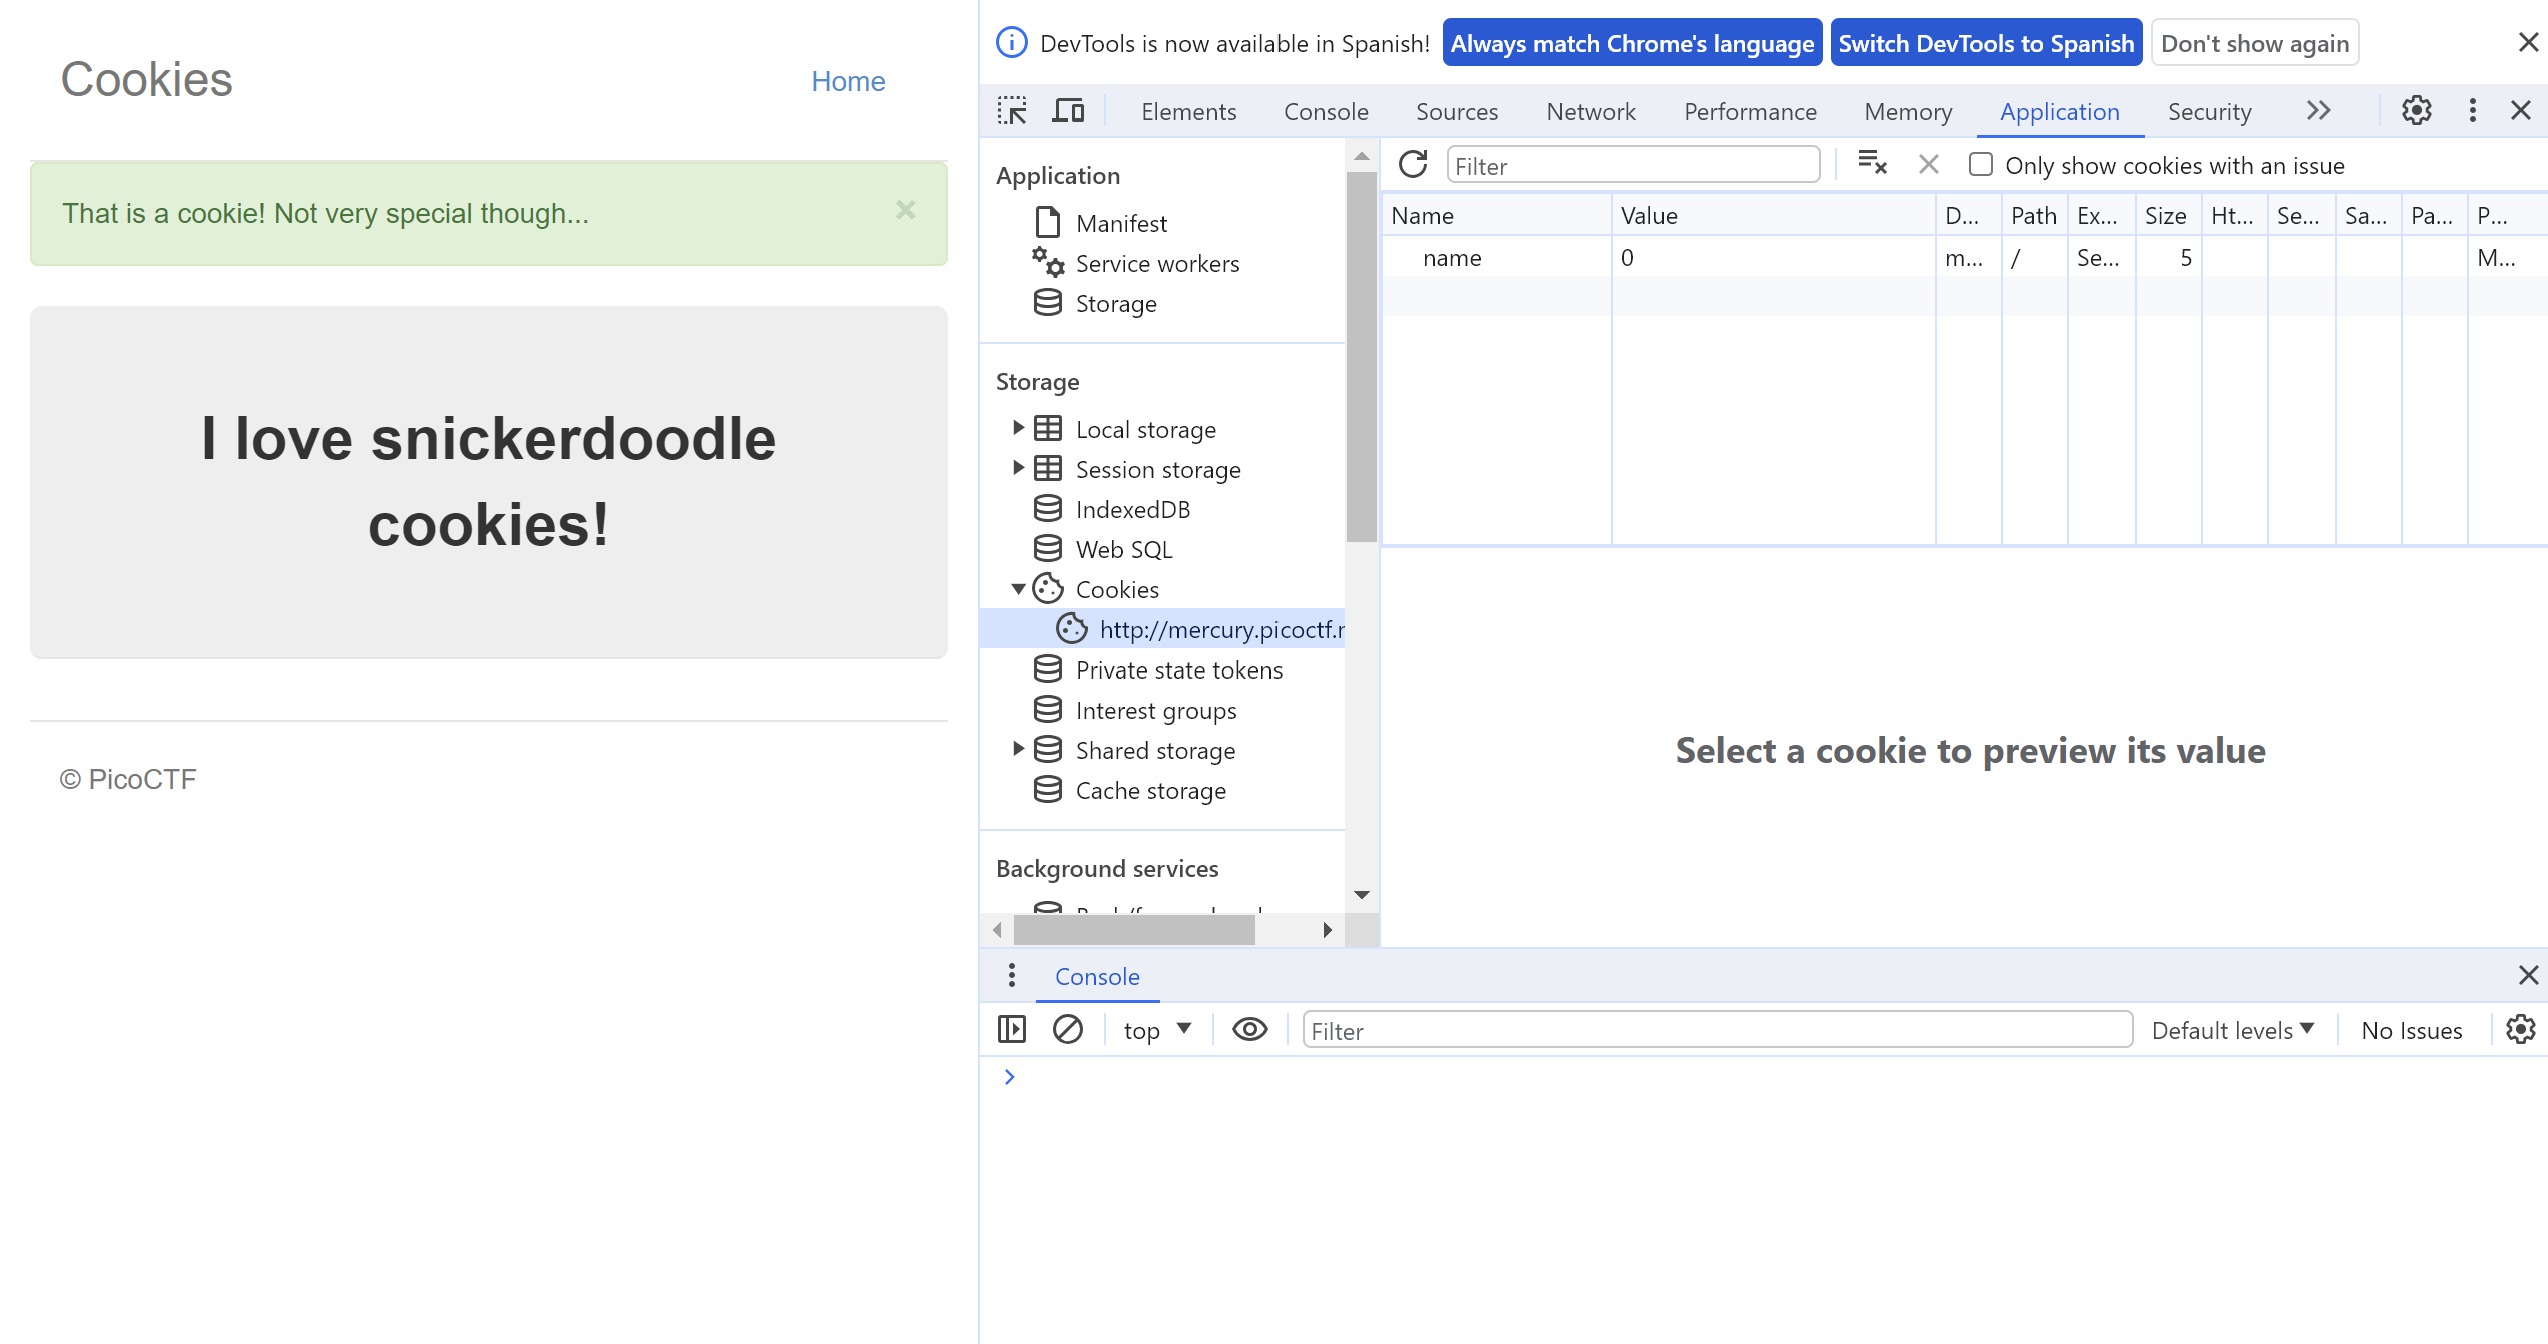 Cookies
Home
That is a cookie! Not very special though...
×
I love snickerdoodle
cookies!
© PicoCTF
DevTools is now available in Spanish!
Always match Chrome's language
Switch DevTools to Spanish
Don't show again
Elements
Console
Sources
Network
Performance
Memory
Application
Security
Application
Manifest
Service workers
Storage
Storage
Local storage
Session storage
IndexedDB
Web SQL
Cookies
http://mercury.picoctf.n
Private state tokens
Interest groups
Shared storage
Cache storage
Background services
Filter
Only show cookies with an issue
Name Value D... Path Ex... Size Ht... Se... Sa... Pa... P...
name 0 m... / Se... 5 M...
Select a cookie to preview its value
Console
top
Filter
Default levels
No Issues